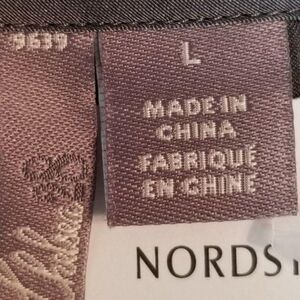 9639
L
MADE IN
CHINA
FABRIQUÉ
EN CHINE
NORDS